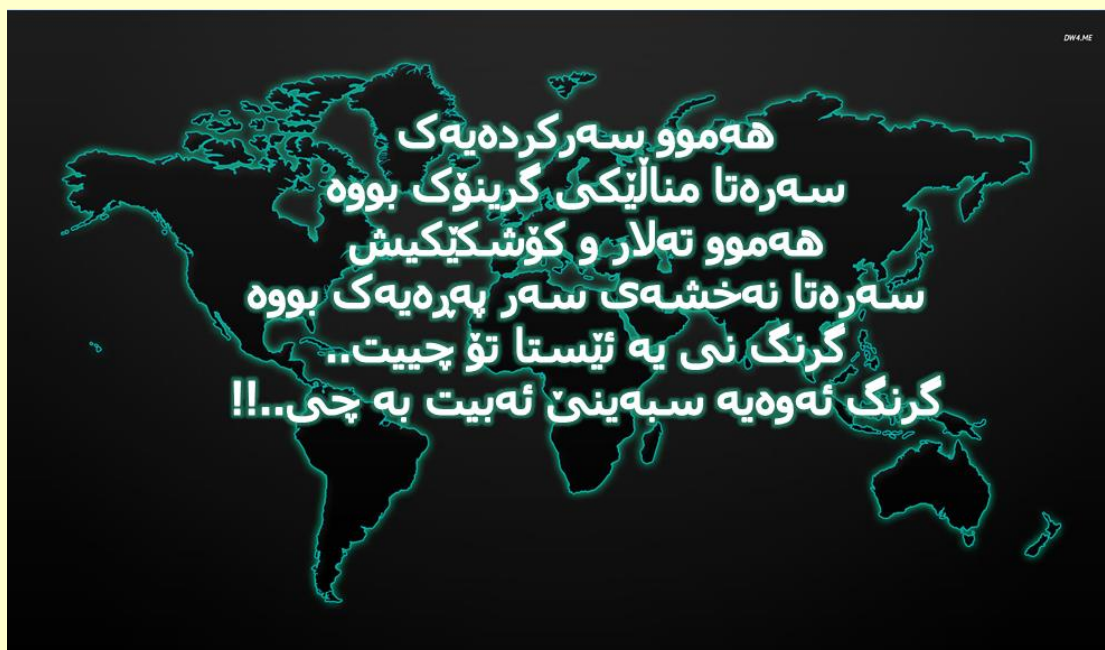 DW4.ME
هەموو سەرکردەیەک
سەرەتا مناڵێکی گرینۆک بووە
هەموو تەلار و کۆشکێکیش
سەرەتا نەخشەی سەر پەڕەیەک بووە
گرنگ نی یە ئێستا تۆ چییت..
گرنگ ئەوەیە سبەینێ ئەبیت بە چی..!!